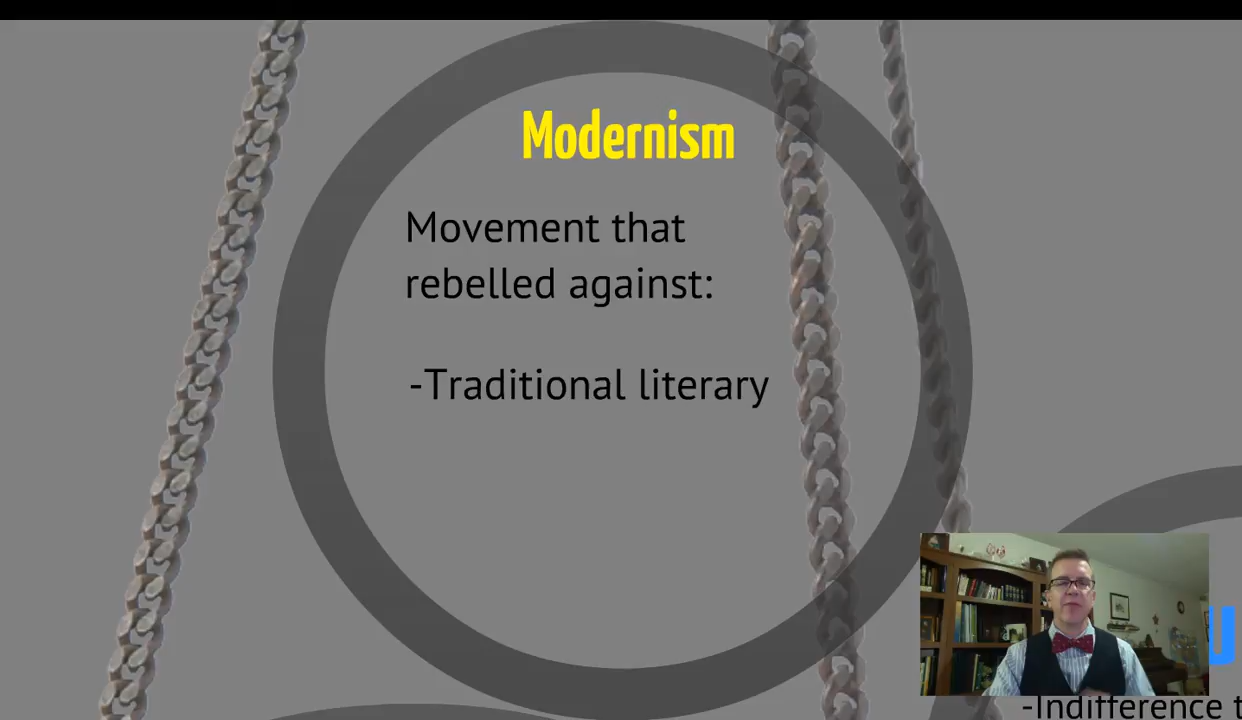 Modernism
Movement that
rebelled against:
-Traditional literary
-Indifference t